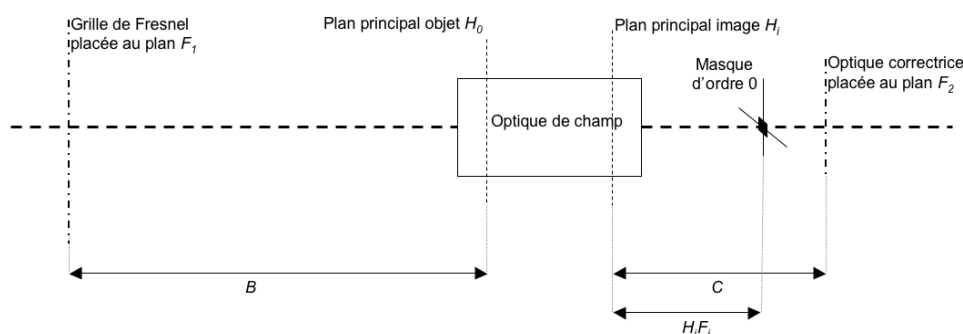 Grille de Fresnel
placée au plan F1
Plan principal objet H0
Plan principal image Hi
Masque
d'ordre 0
Optique correctrice
placée au plan F2
Optique de champ
B
C
HiFi